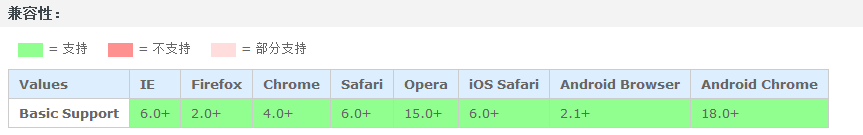 兼容性：
= 支持 = 不支持 = 部分支持
Values IE Firefox Chrome Safari Opera iOS Safari Android Browser Android Chrome
Basic Support 6.0+ 2.0+ 4.0+ 6.0+ 15.0+ 6.0+ 2.1+ 18.0+